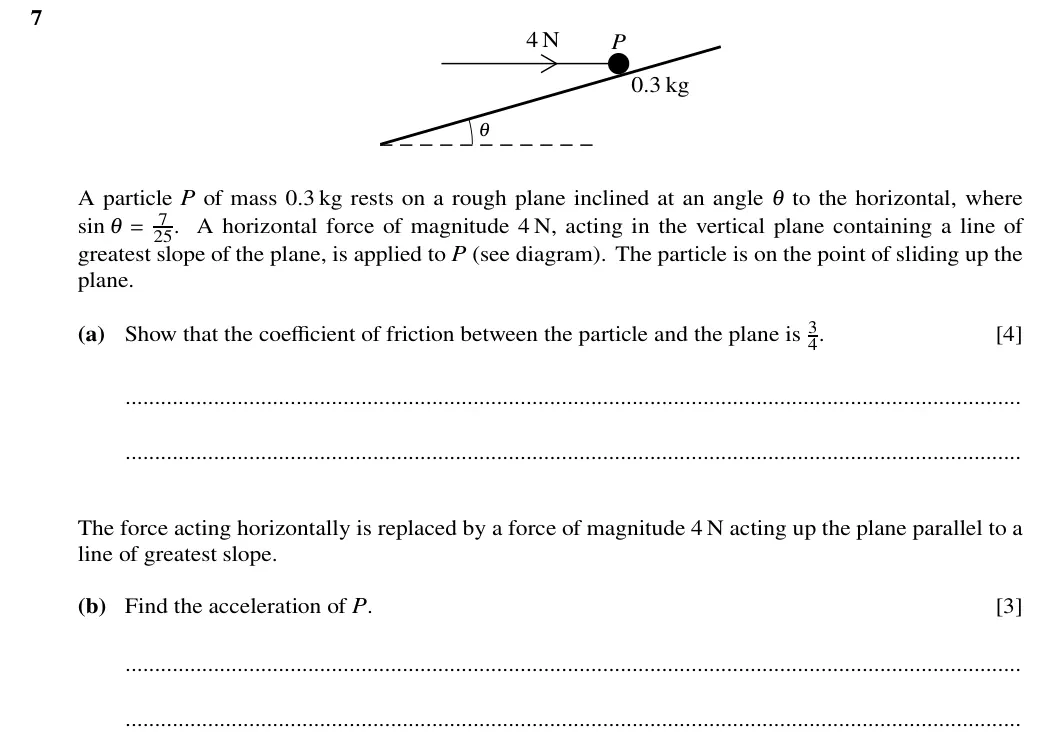 7
4 N P
0.3 kg
θ
A particle P of mass 0.3 kg rests on a rough plane inclined at an angle θ to the horizontal, where
sin θ = 7/25. A horizontal force of magnitude 4 N, acting in the vertical plane containing a line of
greatest slope of the plane, is applied to P (see diagram). The particle is on the point of sliding up the
plane.
(a) Show that the coefficient of friction between the particle and the plane is 3/4. [4]
The force acting horizontally is replaced by a force of magnitude 4 N acting up the plane parallel to a
line of greatest slope.
(b) Find the acceleration of P. [3]